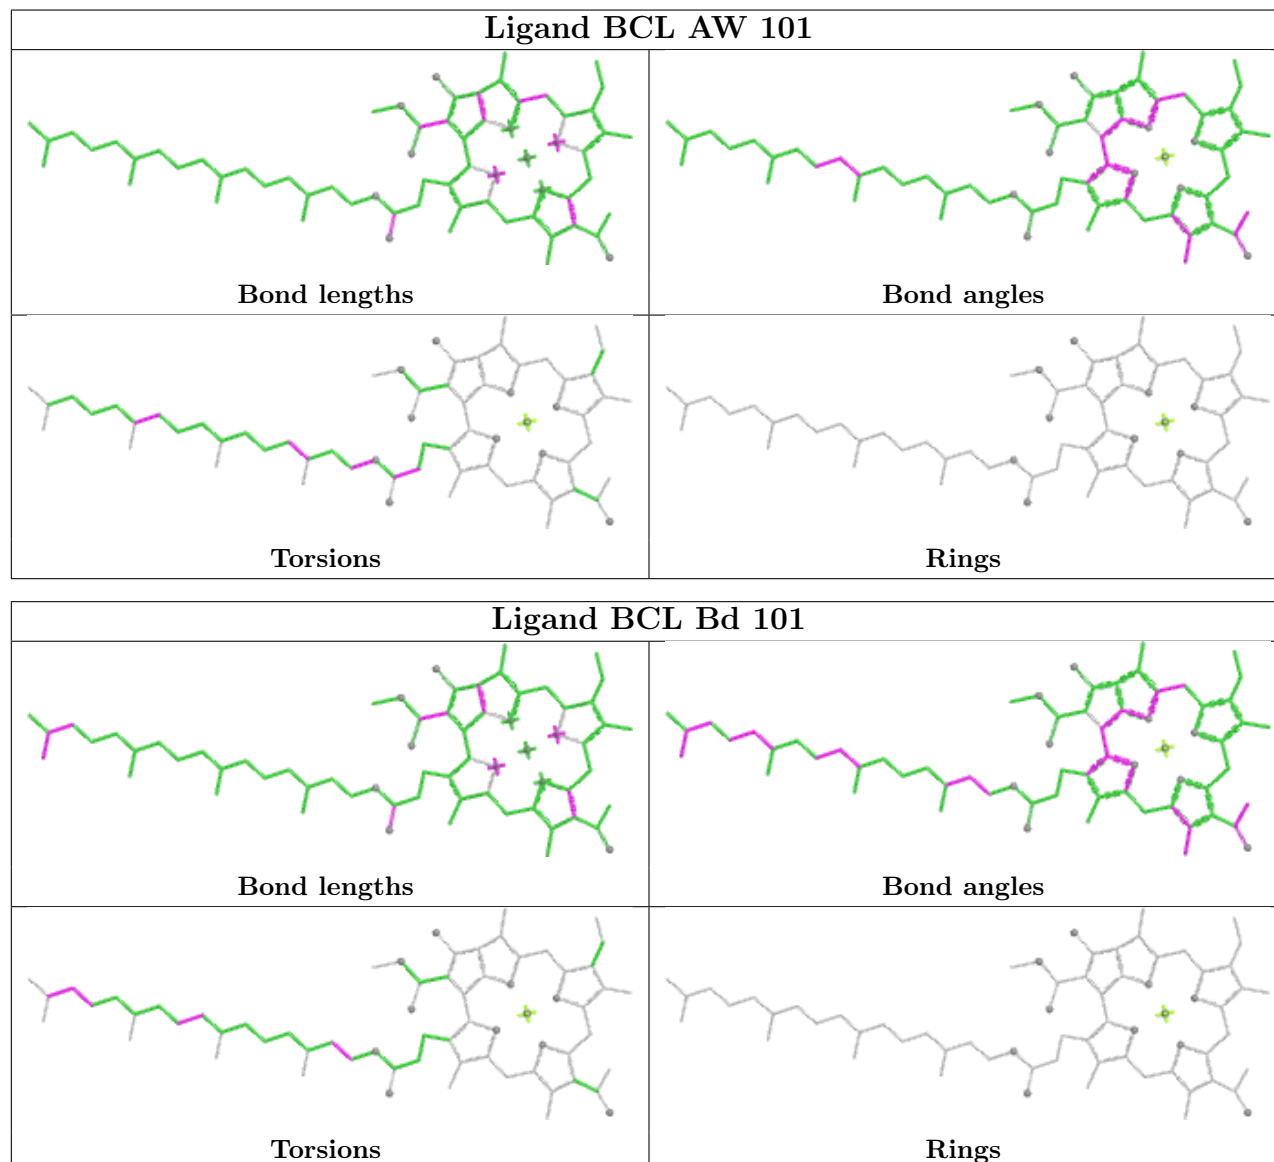 Ligand BCL AW 101
Bond lengths
Bond angles
Torsions
Rings
Ligand BCL Bd 101
Bond lengths
Bond angles
Torsions
Rings